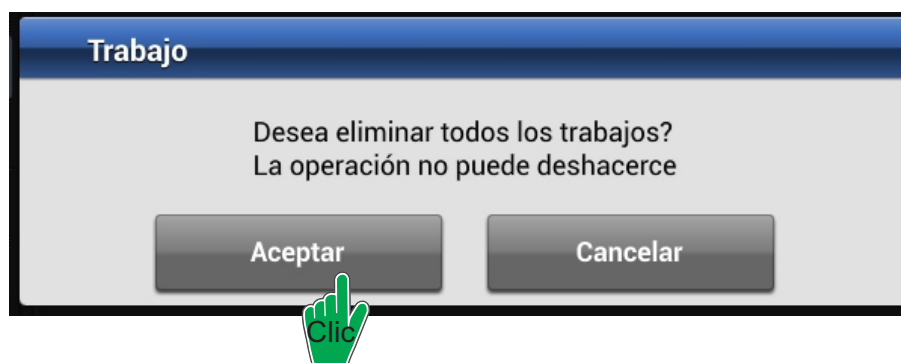 Trabajo
Desea eliminar todos los trabajos?
La operación no puede deshacerce
Aceptar
Cancelar
Clic